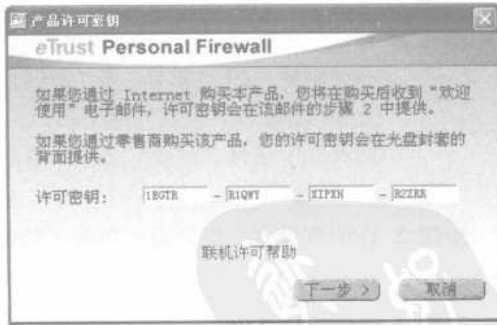 产品许可密钥
eTrust Personal Firewall
如果您通过 Internet 购买本产品，您将在购买后收到“欢迎
使用”电子邮件，许可密钥会在该邮件的步骤 2 中提供。
如果您通过零售商购买该产品，您的许可密钥会在光盘封套的
背面提供。
许可密钥： 1BGTR - R1QWY - XIPXH - R2ZRR
联机许可帮助
下一步 > 取消